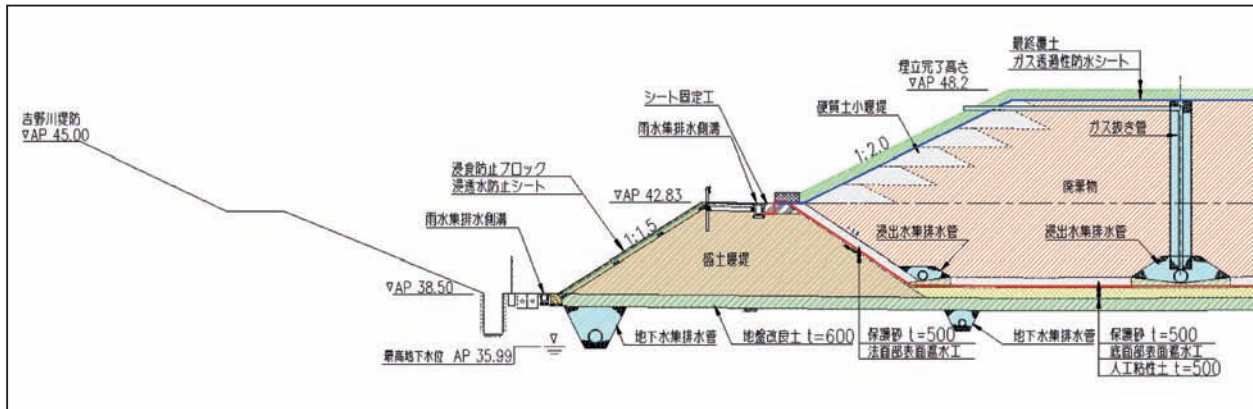 最終覆土
ガス透過性防水シート
埋立完了高さ
▽AP 48.2
シート固定工
硬質土小堰堤
吉野川堤防
▽AP 45.00
雨水集排水側溝
ガス抜き管
1:2.0
浸食防止ブロック
浸透水防止シート
▽AP 42.83
廃棄物
雨水集排水側溝
1:1.5
浸出水集排水管
浸出水集排水管
盛土堰堤
▽AP 38.50
地下水集排水管
地盤改良土 t=600
保護砂 t=500
法面部表面遮水工
地下水集排水管
保護砂 t=500
底面部表面遮水工
人工粘性土 t=500
最高地下水位 AP 35.99
▽